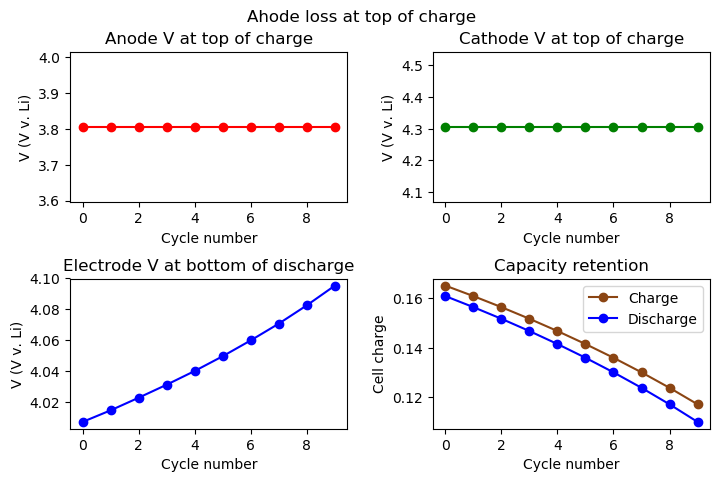 Ahode loss at top of charge
Anode V at top of charge
V (V v. Li)
4.0
3.9
3.8
3.7
3.6
0 2 4 6 8
Cycle number
Cathode V at top of charge
V (V v. Li)
4.5
4.4
4.3
4.2
4.1
0 2 4 6 8
Cycle number
Electrode V at bottom of discharge
V (V v. Li)
4.10
4.08
4.06
4.04
4.02
0 2 4 6 8
Cycle number
Capacity retention
Cell charge
0.16
0.14
0.12
Charge
Discharge
0 2 4 6 8
Cycle number